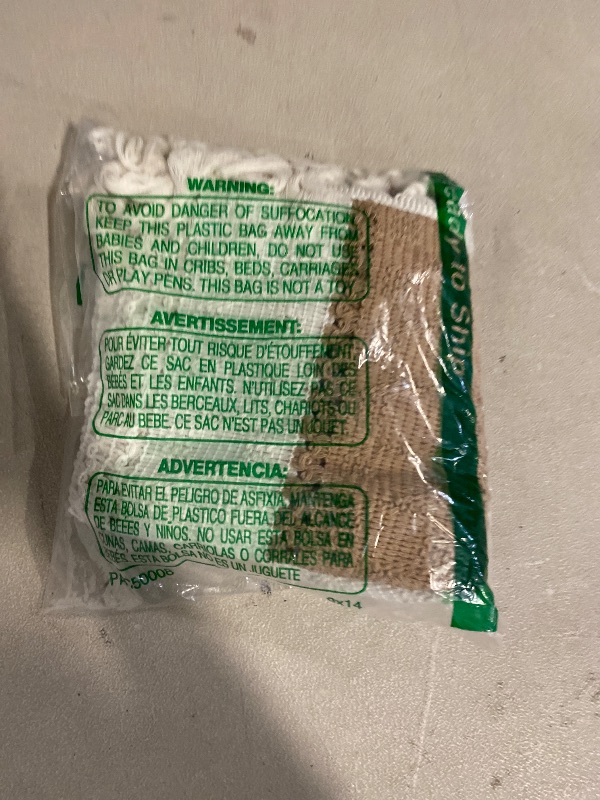 WARNING:
TO AVOID DANGER OF SUFFOCATION
KEEP THIS PLASTIC BAG AWAY FROM
BABIES AND CHILDREN, DO NOT USE
THIS BAG IN CRIBS, BEDS, CARRIAGES
OR PLAY PENS. THIS BAG IS NOT A TOY.
AVERTISSEMENT:
POUR ÉVITER TOUT RISQUE D'ÉTOUFFEMENT,
GARDEZ CE SAC EN PLASTIQUE LOIN DES
BÉBÉS ET LES ENFANTS. N'UTILISEZ PAS CE
SAC DANS LES BERCEAUX, LITS, CHARIOTS OU
PARC AU BEBE. CE SAC N'EST PAS UN JOUET.
ADVERTENCIA:
PARA EVITAR EL PELIGRO DE ASFIXIA, MANTENGA
ESTA BOLSA DE PLASTICO FUERA DEL ALCANCE
DE BEEES Y NINOS, NO USAR ESTA BOLSA EN
CUNAS, CAMAS, CARRIOLAS O CORRALES PARA
ESTA BOLSA NO ES UN JUGUETE
9x14
to Ship